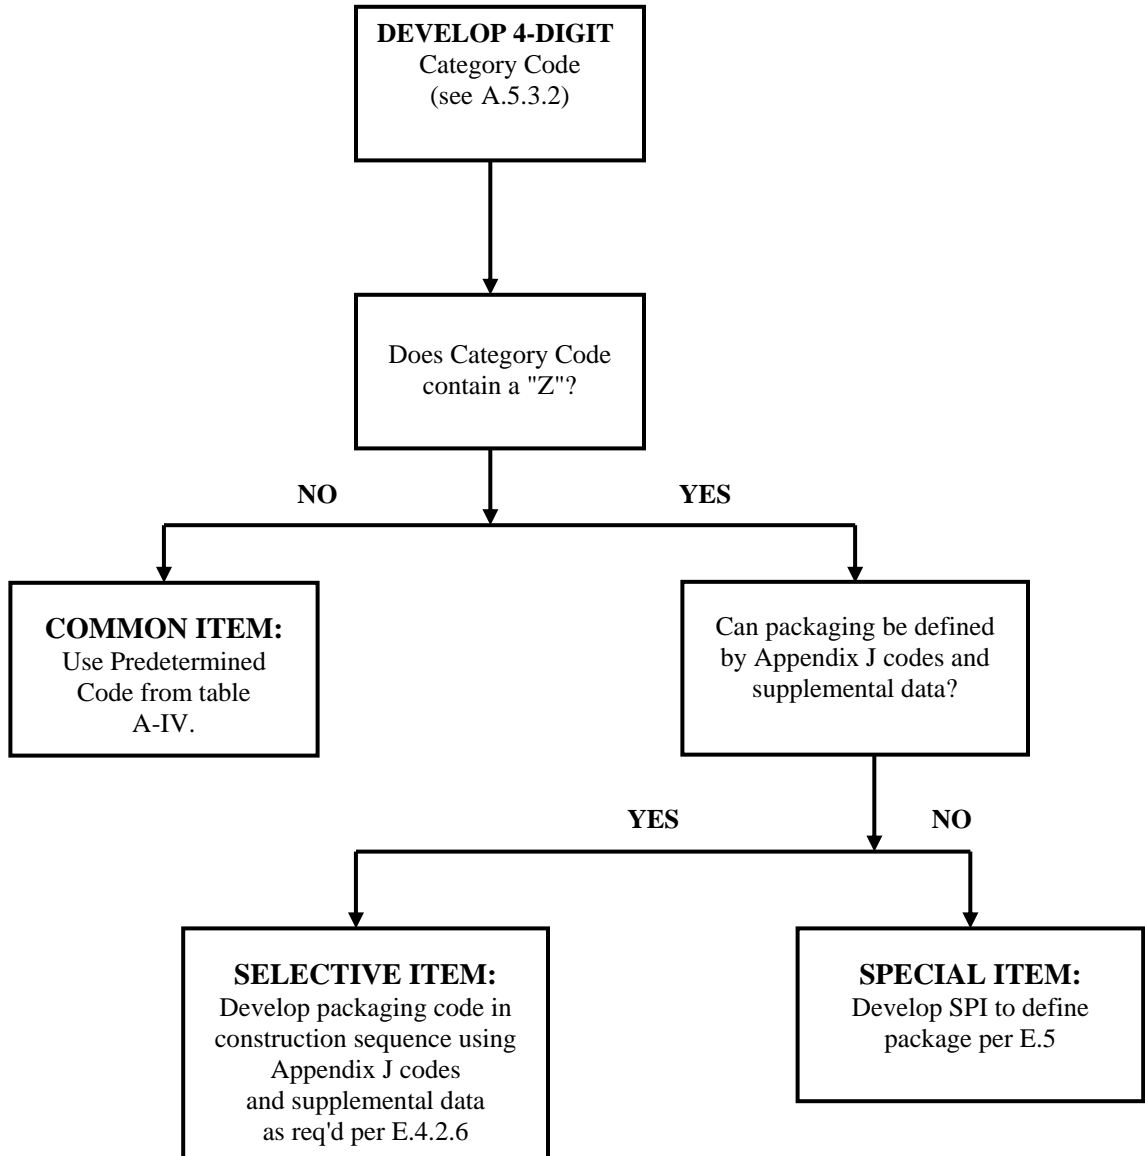 DEVELOP 4-DIGIT
Category Code
(see A.5.3.2)
Does Category Code
contain a "Z"?
NO
YES
COMMON ITEM:
Use Predetermined
Code from table
A-IV.
Can packaging be defined
by Appendix J codes and
supplemental data?
YES
NO
SELECTIVE ITEM:
Develop packaging code in
construction sequence using
Appendix J codes
and supplemental data
as req'd per E.4.2.6
SPECIAL ITEM:
Develop SPI to define
package per E.5